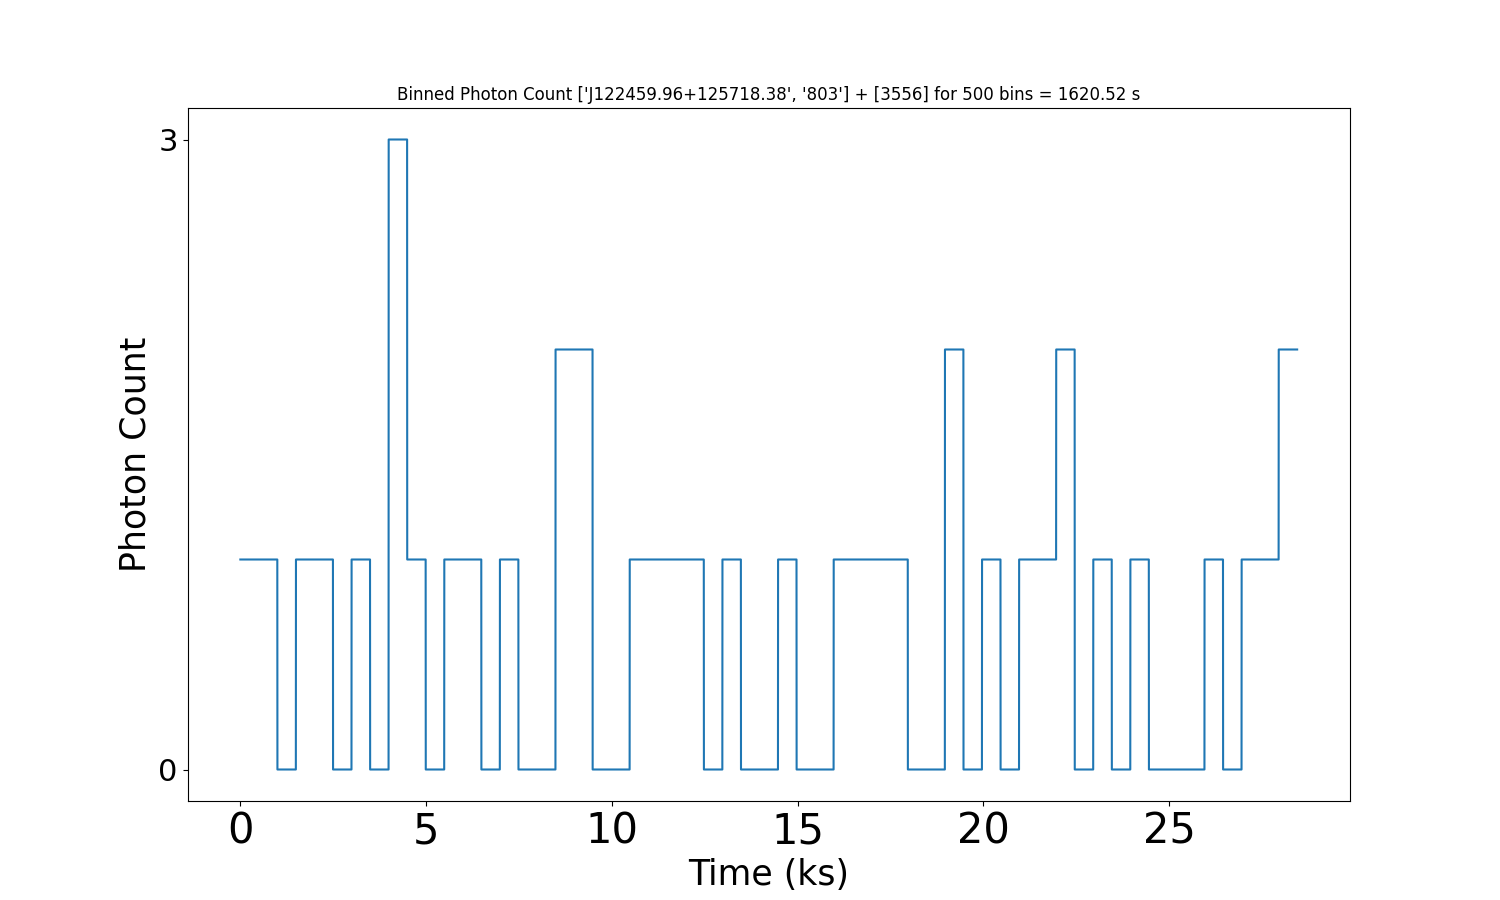 Binned Photon Count ['J122459.96+125718.38', '803'] + [3556] for 500 bins = 1620.52 s
3
0
Photon Count
0 5 10 15 20 25
Time (ks)